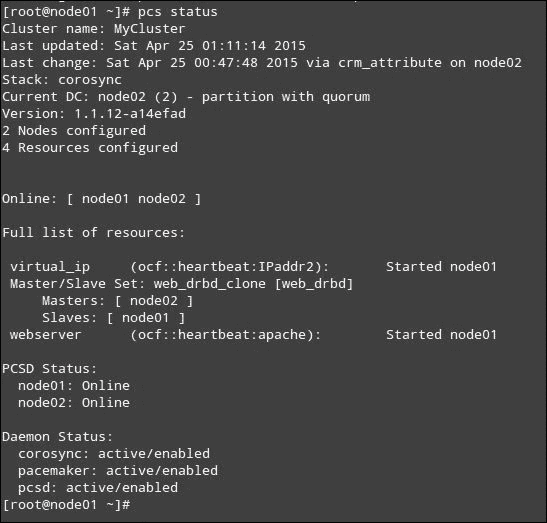 [root@node01 ~]# pcs status
Cluster name: MyCluster
Last updated: Sat Apr 25 01:11:14 2015
Last change: Sat Apr 25 00:47:48 2015 via crm_attribute on node02
Stack: corosync
Current DC: node02 (2) - partition with quorum
Version: 1.1.12-a14efad
2 Nodes configured
4 Resources configured
Online: [ node01 node02 ]
Full list of resources:
virtual_ip (ocf::heartbeat:IPaddr2): Started node01
Master/Slave Set: web_drbd_clone [web_drbd]
Masters: [ node02 ]
Slaves: [ node01 ]
webserver (ocf::heartbeat:apache): Started node01
PCSD Status:
node01: Online
node02: Online
Daemon Status:
corosync: active/enabled
pacemaker: active/enabled
pcsd: active/enabled
[root@node01 ~]#